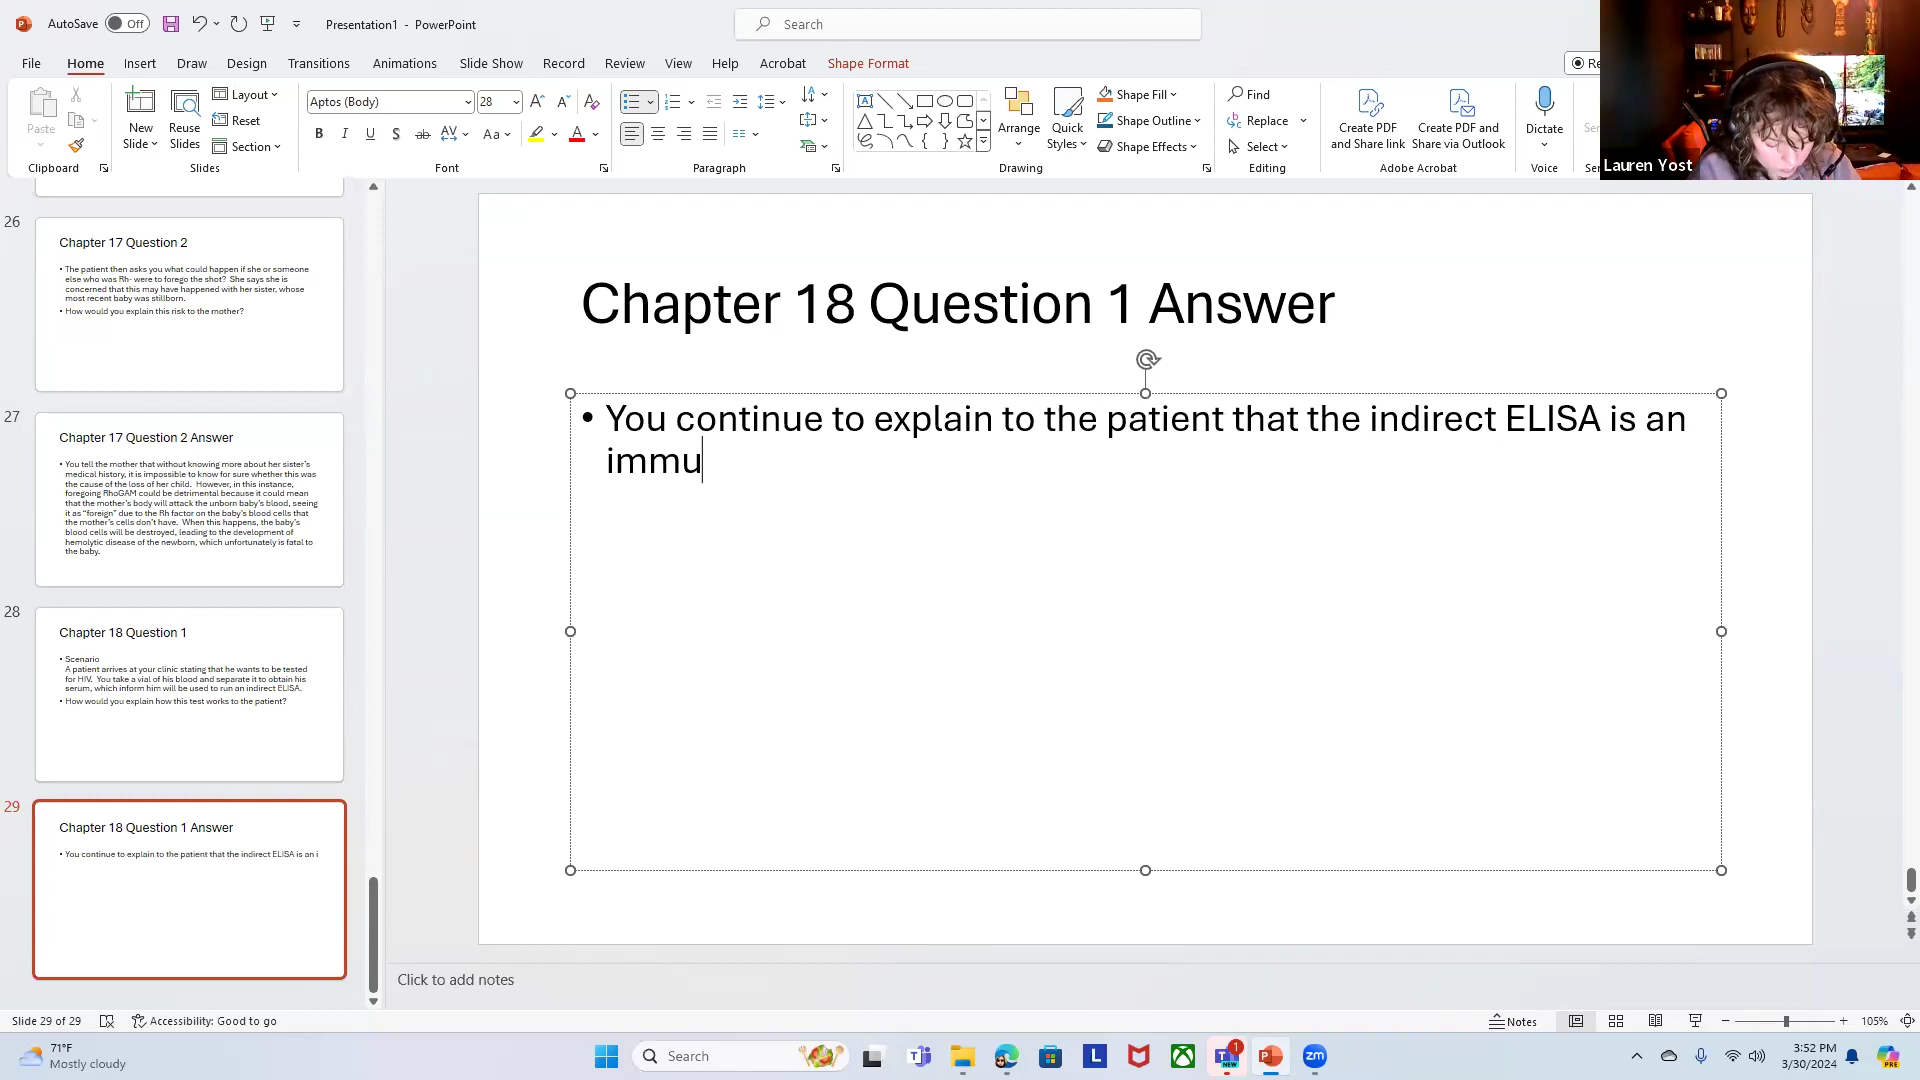 AutoSave Off Presentation1 - PowerPoint Search
File Home Insert Draw Design Transitions Animations Slide Show Record Review View Help Acrobat Shape Format
Paste New Slide Reuse Slides Layout Reset Section
Aptos (Body) 28
Arrange Quick Styles Shape Fill Shape Outline Shape Effects
Find Replace Select
Create PDF and Share link Create PDF and Share via Outlook Dictate
Clipboard Slides Font Paragraph Drawing Editing Adobe Acrobat Voice
Lauren Yost
26
Chapter 17 Question 2
• The patient then asks you what could happen if she or someone
else who was Rh- were to forego the shot? She says she is
concerned that this may have happened with her sister, whose
most recent baby was stillborn.
• How would you explain this risk to the mother?
27
Chapter 17 Question 2 Answer
• You tell the mother that without knowing more about her sister's
medical history, it is impossible to know for sure whether this was
the cause of the loss of her child. However, in this instance,
foregoing RhoGAM could be detrimental because it could mean
that the mother's body will attack the unborn baby's blood, seeing
it as "foreign" due to the Rh factor on the baby's blood cells that
the mother's cells don't have. When this happens, the baby's
blood cells will be destroyed, leading to the development of
hemolytic disease of the newborn, which unfortunately is fatal to
the baby.
28
Chapter 18 Question 1
• Scenario
A patient arrives at your clinic stating that he wants to be tested
for HIV. You take a vial of his blood and separate it to obtain his
serum, which inform him will be used to run an indirect ELISA.
• How would you explain how this test works to the patient?
29
Chapter 18 Question 1 Answer
• You continue to explain to the patient that the indirect ELISA is an i
Chapter 18 Question 1 Answer
• You continue to explain to the patient that the indirect ELISA is an
immu
Click to add notes
Slide 29 of 29 Accessibility: Good to go Notes 105%
71°F
Mostly cloudy
Search
3:52 PM
3/30/2024